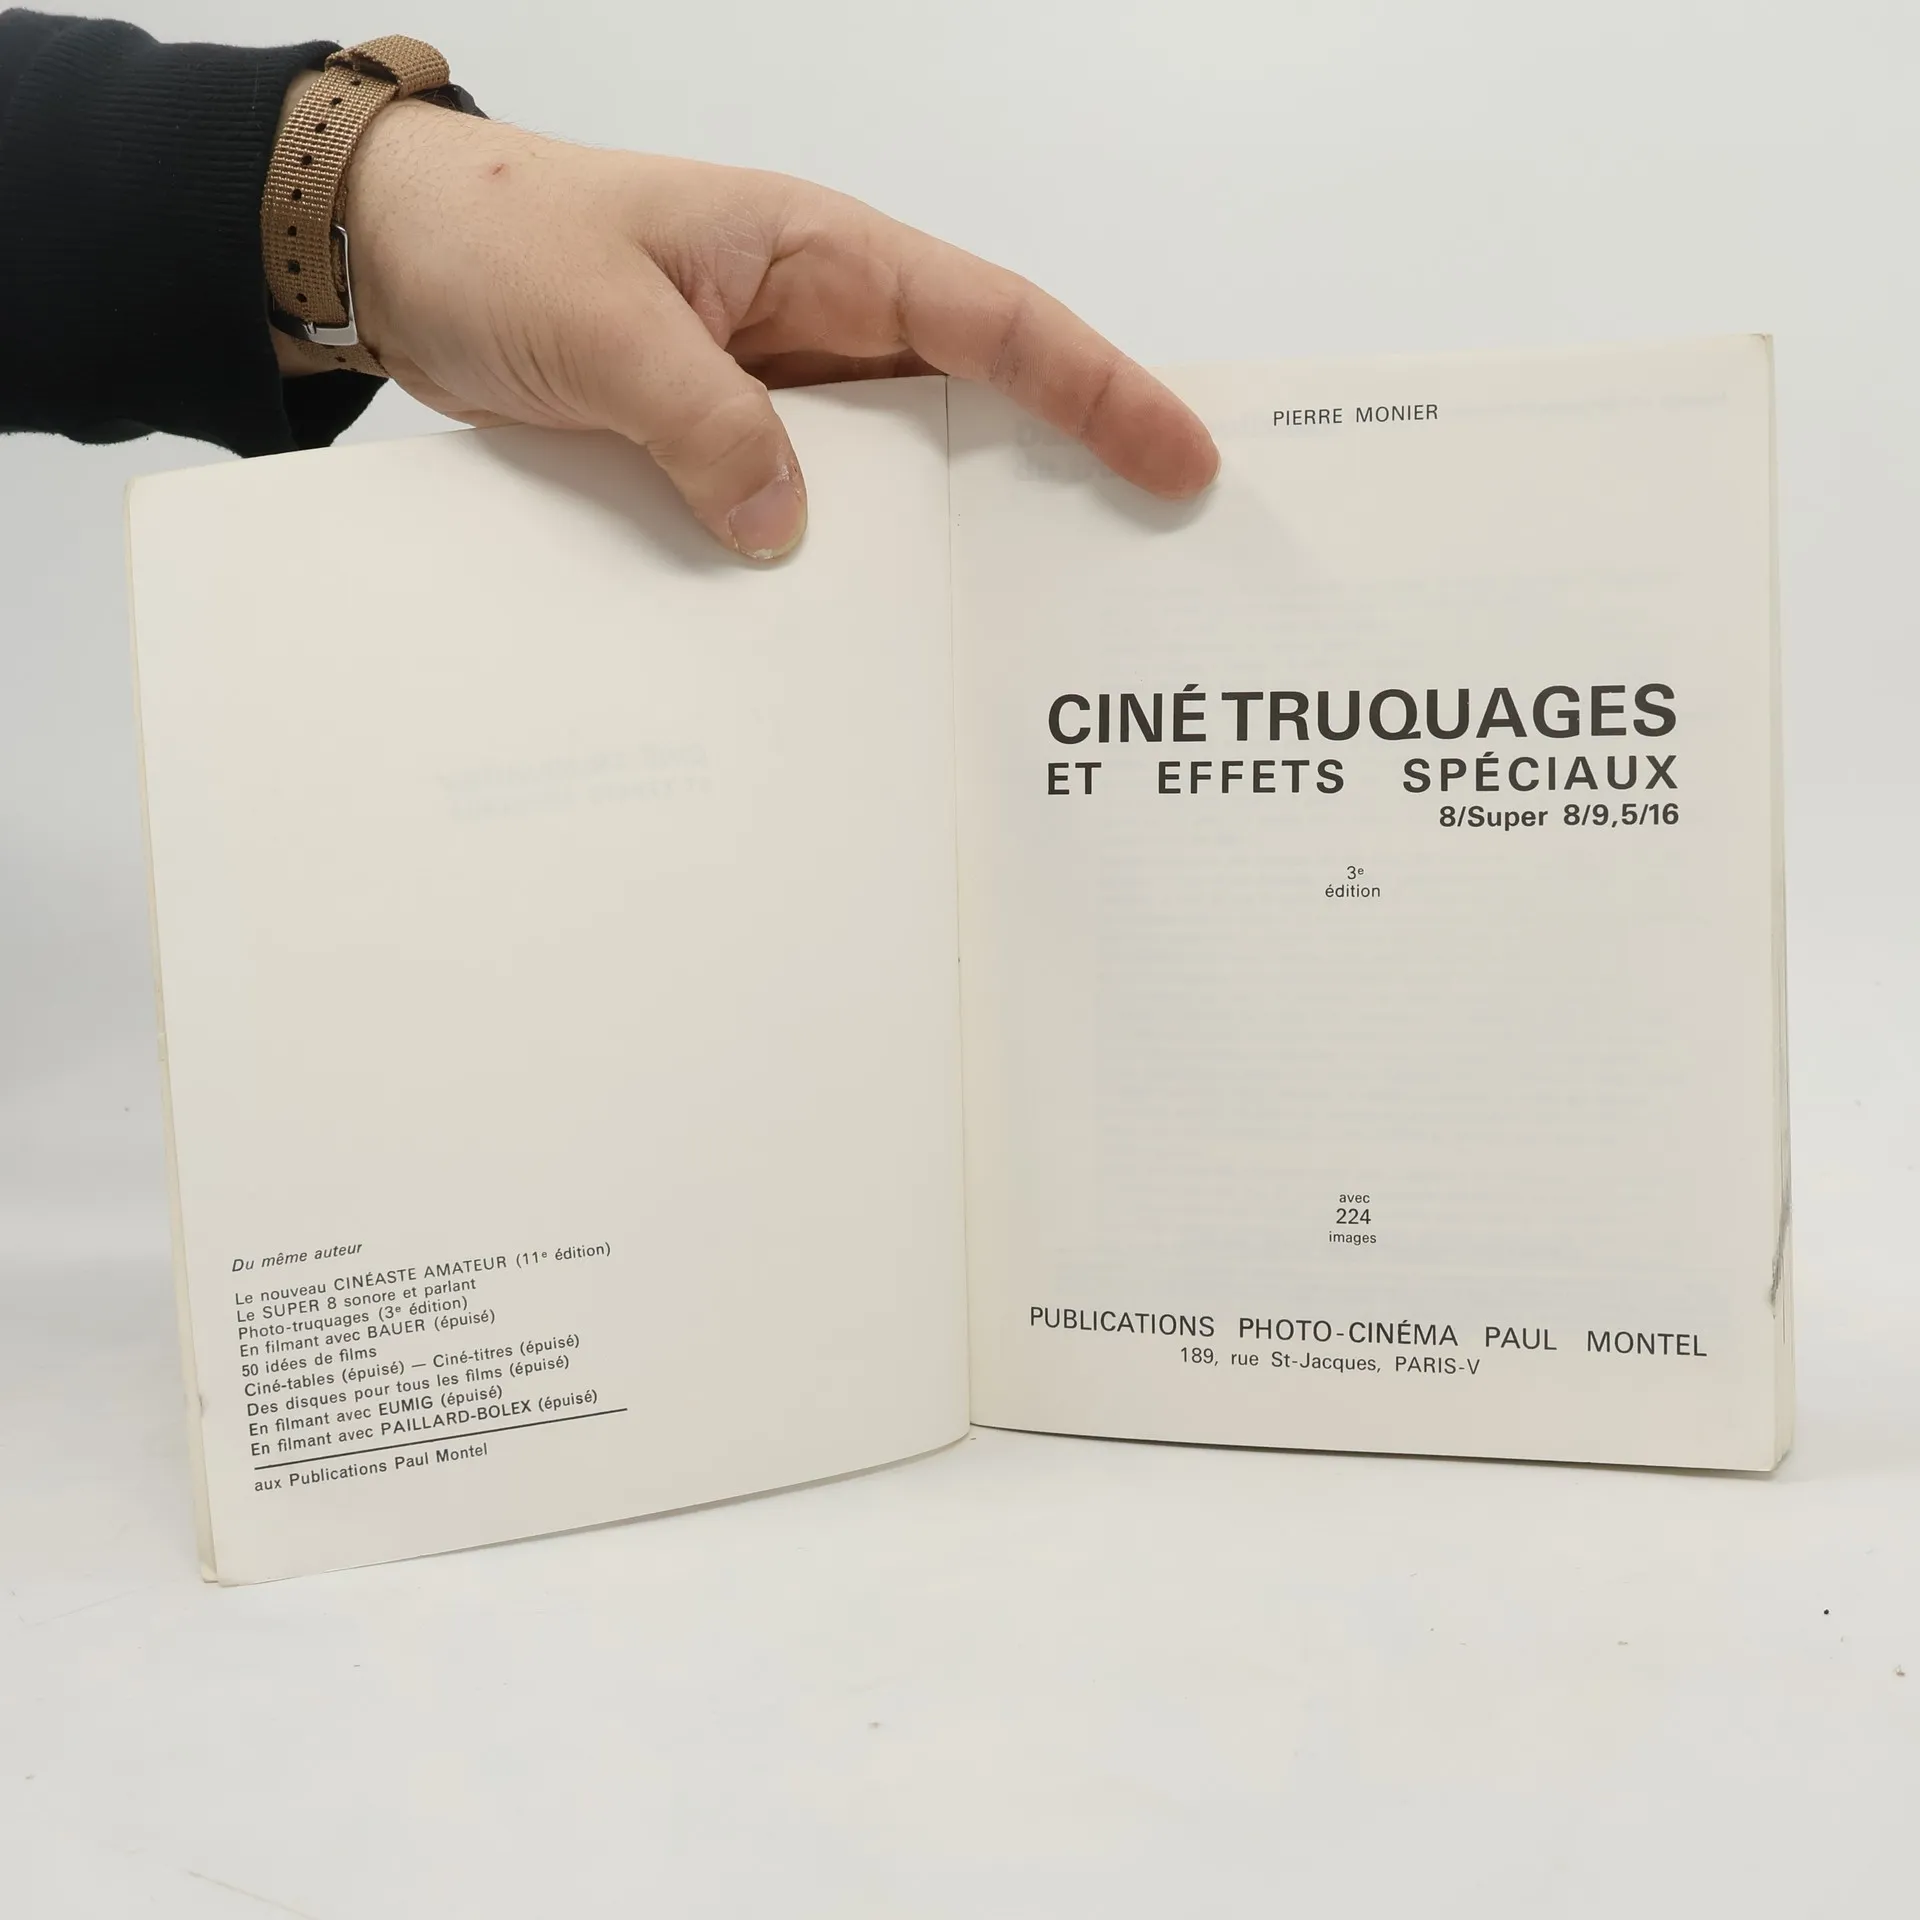 Du même auteur
Le nouveau CINÉASTE AMATEUR (11e édition)
Le SUPER 8 sonore et parlant
Photo-truquages (3e édition)
En filmant avec BAUER (épuisé)
50 idées de films
Ciné-tables (épuisé) — Ciné-titres (épuisé)
Des disques pour tous les films (épuisé)
En filmant avec EUMIG (épuisé)
En filmant avec PAILLARD-BOLEX (épuisé)
aux Publications Paul Montel
PIERRE MONIER
CINÉ TRUQUAGES
ET EFFETS SPÉCIAUX
8/Super 8/9,5/16
3e
édition
avec
224
images
PUBLICATIONS PHOTO-CINÉMA PAUL MONTEL
189, rue St-Jacques, PARIS-V